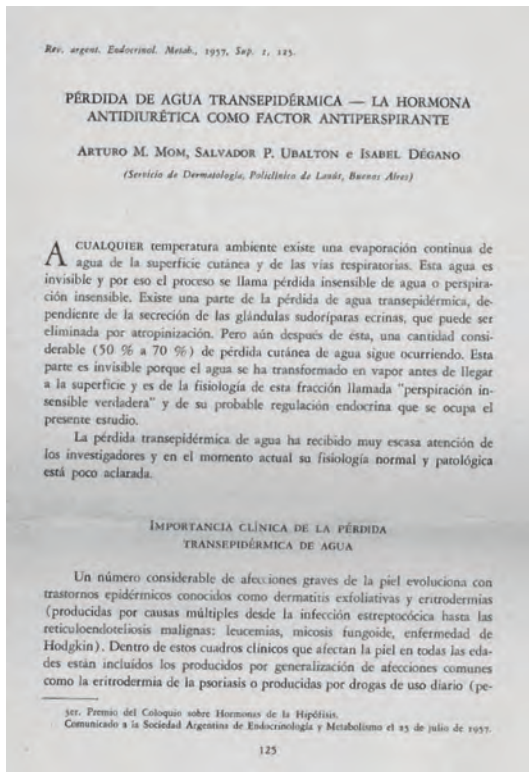 Rev. argent. Endocrinol. Metab., 1957, Sup. 1, 125.
PÉRDIDA DE AGUA TRANSEPIDÉRMICA — LA HORMONA
ANTIDIURÉTICA COMO FACTOR ANTIPERSPIRANTE
ARTURO M. MOM, SALVADOR P. UBALTON e ISABEL DÉGANO
(Servicio de Dermatología, Policlínico de Lanús, Buenos Aires)
A CUALQUIER temperatura ambiente existe una evaporación continua de
agua de la superficie cutánea y de las vías respiratorias. Esta agua es
invisible y por eso el proceso se llama pérdida insensible de agua o perspira-
ción insensible. Existe una parte de la pérdida de agua transepidérmica, de-
pendiente de la secreción de las glándulas sudoríparas ecrinas, que puede ser
eliminada por atropinización. Pero aún después de ésta, una cantidad consi-
derable (50 % a 70 %) de pérdida cutánea de agua sigue ocurriendo. Esta
parte es invisible porque el agua se ha transformado en vapor antes de llegar
a la superficie y es de la fisiología de esta fracción llamada "perspiración in-
sensible verdadera" y de su probable regulación endocrina que se ocupa el
presente estudio.
La pérdida transepidérmica de agua ha recibido muy escasa atención de
los investigadores y en el momento actual su fisiología normal y patológica
está poco aclarada.
IMPORTANCIA CLÍNICA DE LA PÉRDIDA
TRANSEPIDÉRMICA DE AGUA
Un número considerable de afecciones graves de la piel evoluciona con
trastornos epidérmicos conocidos como dermatitis exfoliativas y eritrodermias
(producidas por causas múltiples desde la infección estreptocócica hasta las
reticuloendoteliosis malignas: leucemias, micosis fungoide, enfermedad de
Hodgkin). Dentro de estos cuadros clínicos que afectan la piel en todas las eda-
des están incluídos los producidos por generalización de afecciones comunes
como la eritrodermia de la psoriasis o producidas por drogas de uso diario (pe-
3er. Premio del Coloquio sobre Hormonas de la Hipófisis.
Comunicado a la Sociedad Argentina de Endocrinología y Metabolismo el 25 de julio de 1957.
125